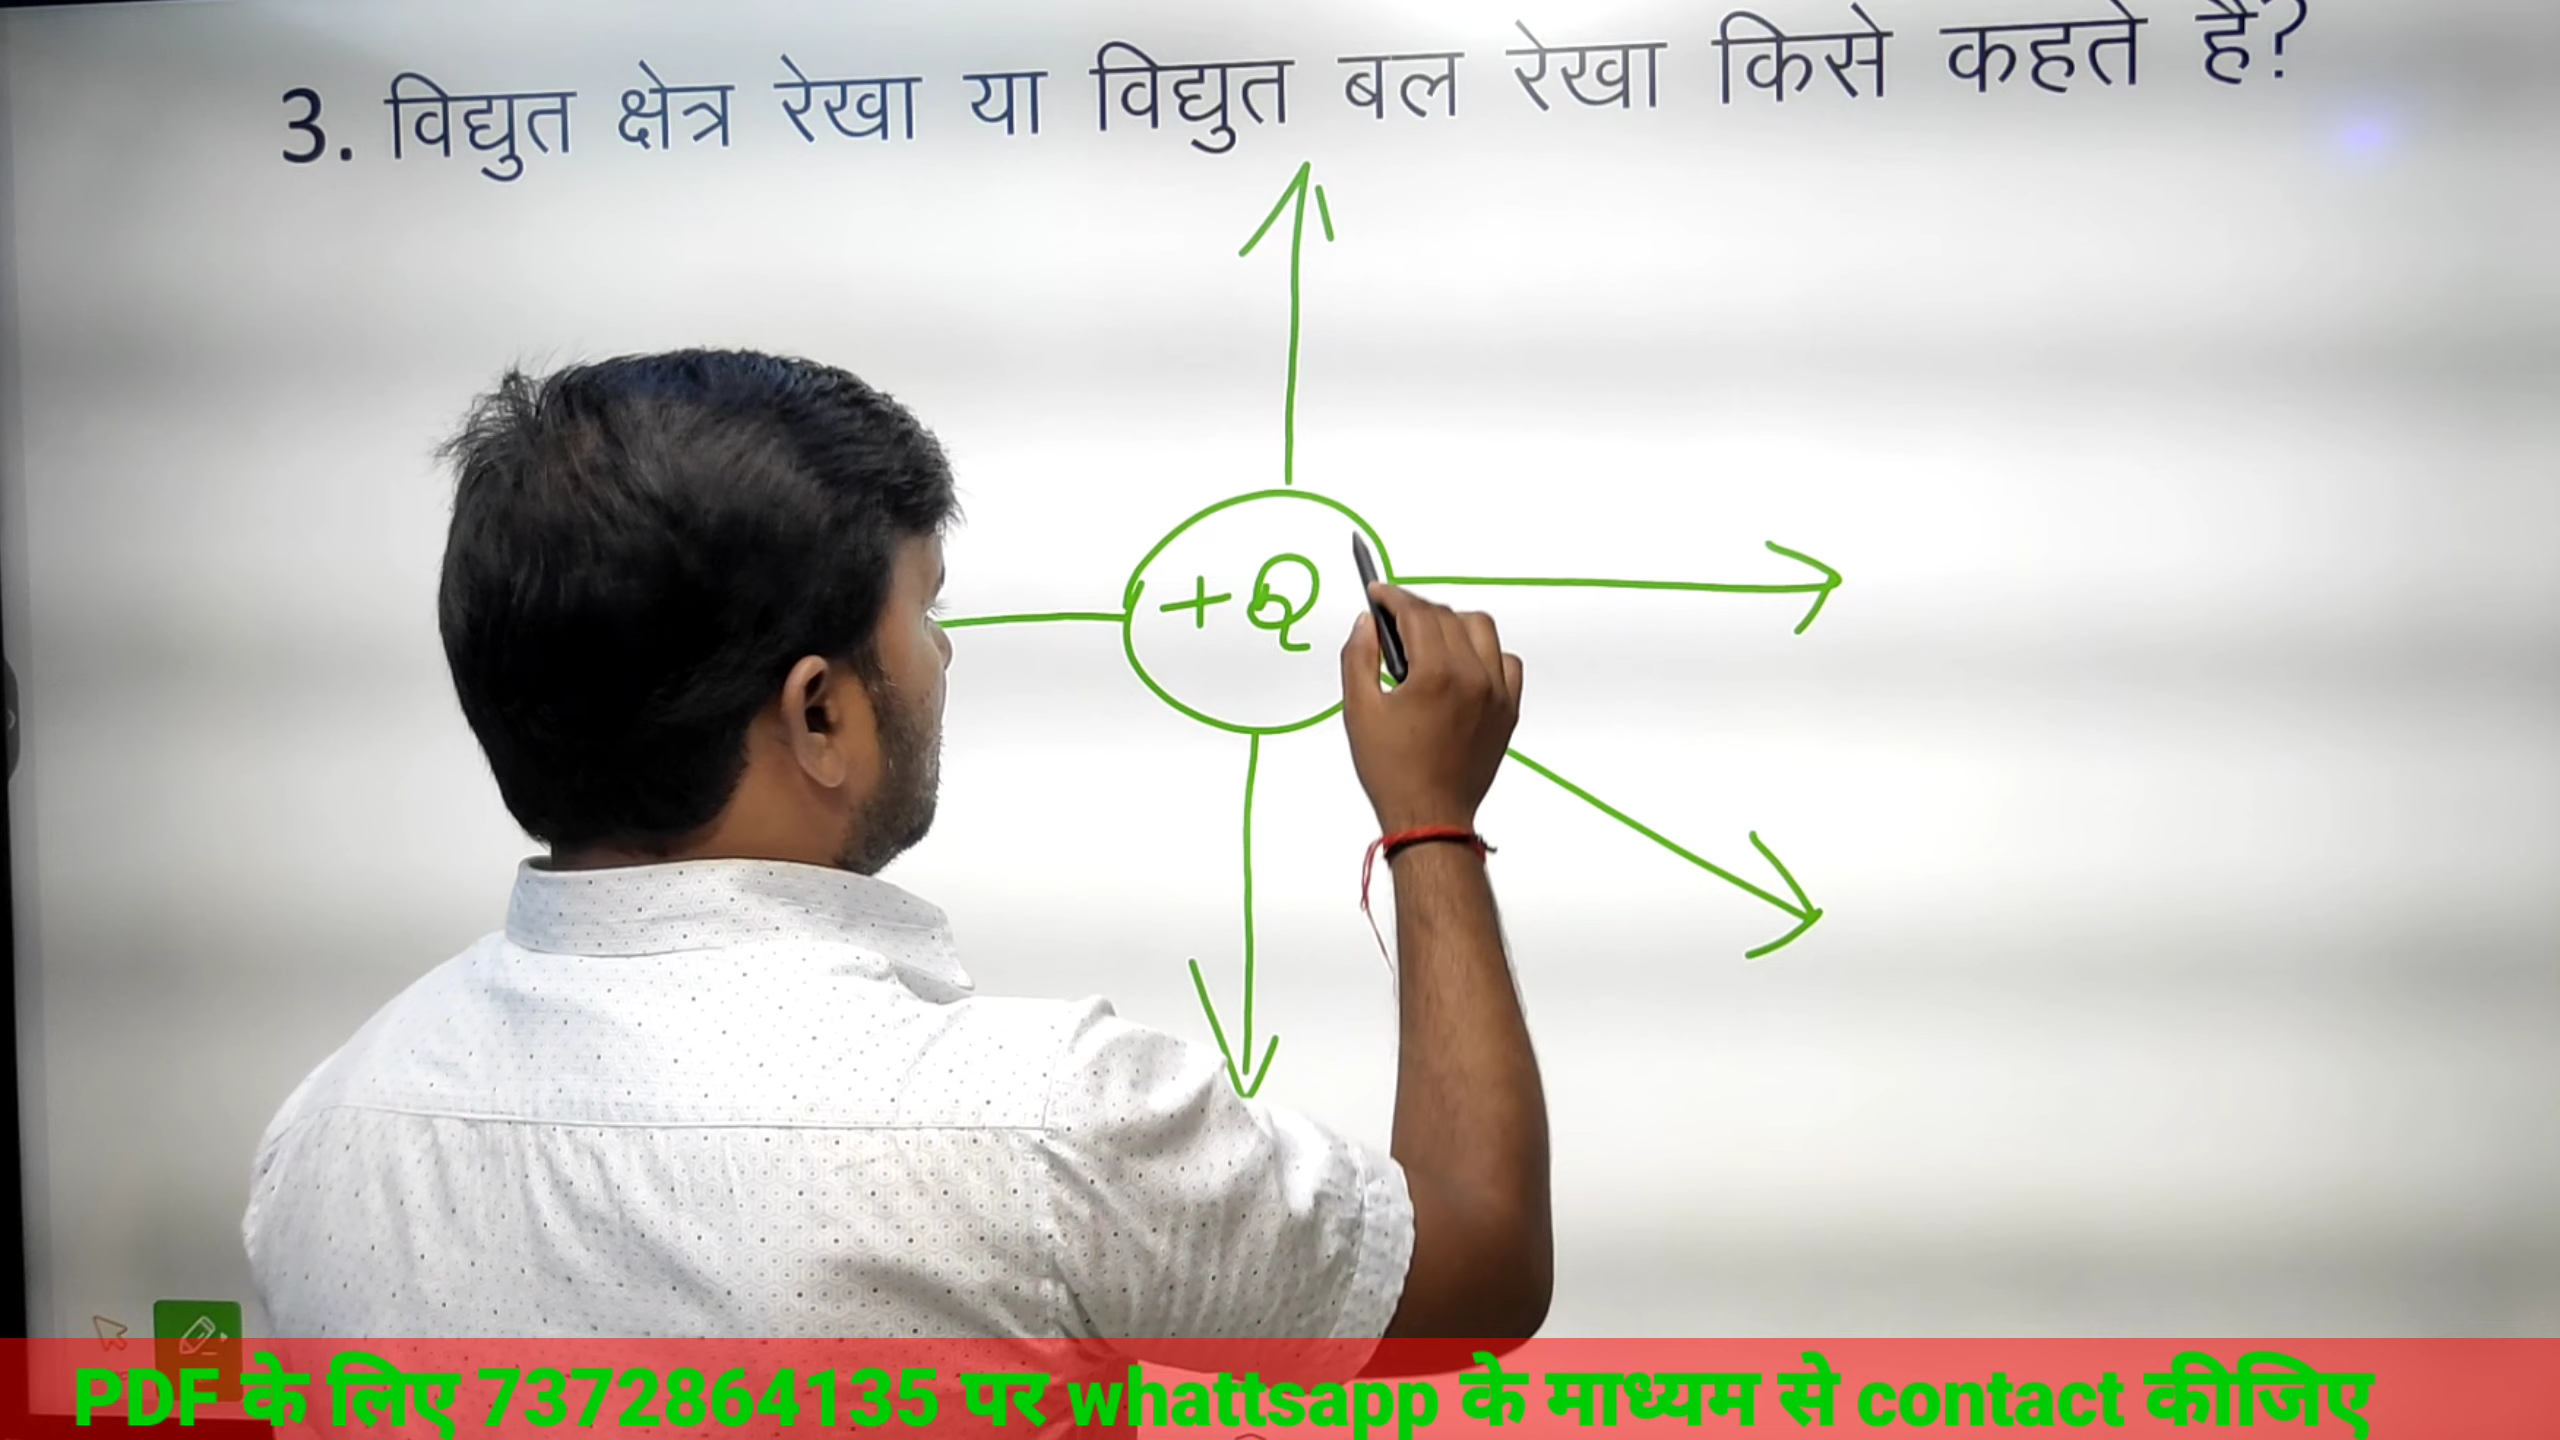 3. विद्युत क्षेत्र रेखा या विद्युत बल रेखा किसे कहते है?
+Q
PDF के लिए 7372864135 पर whattsapp के माध्यम से contact कीजिए